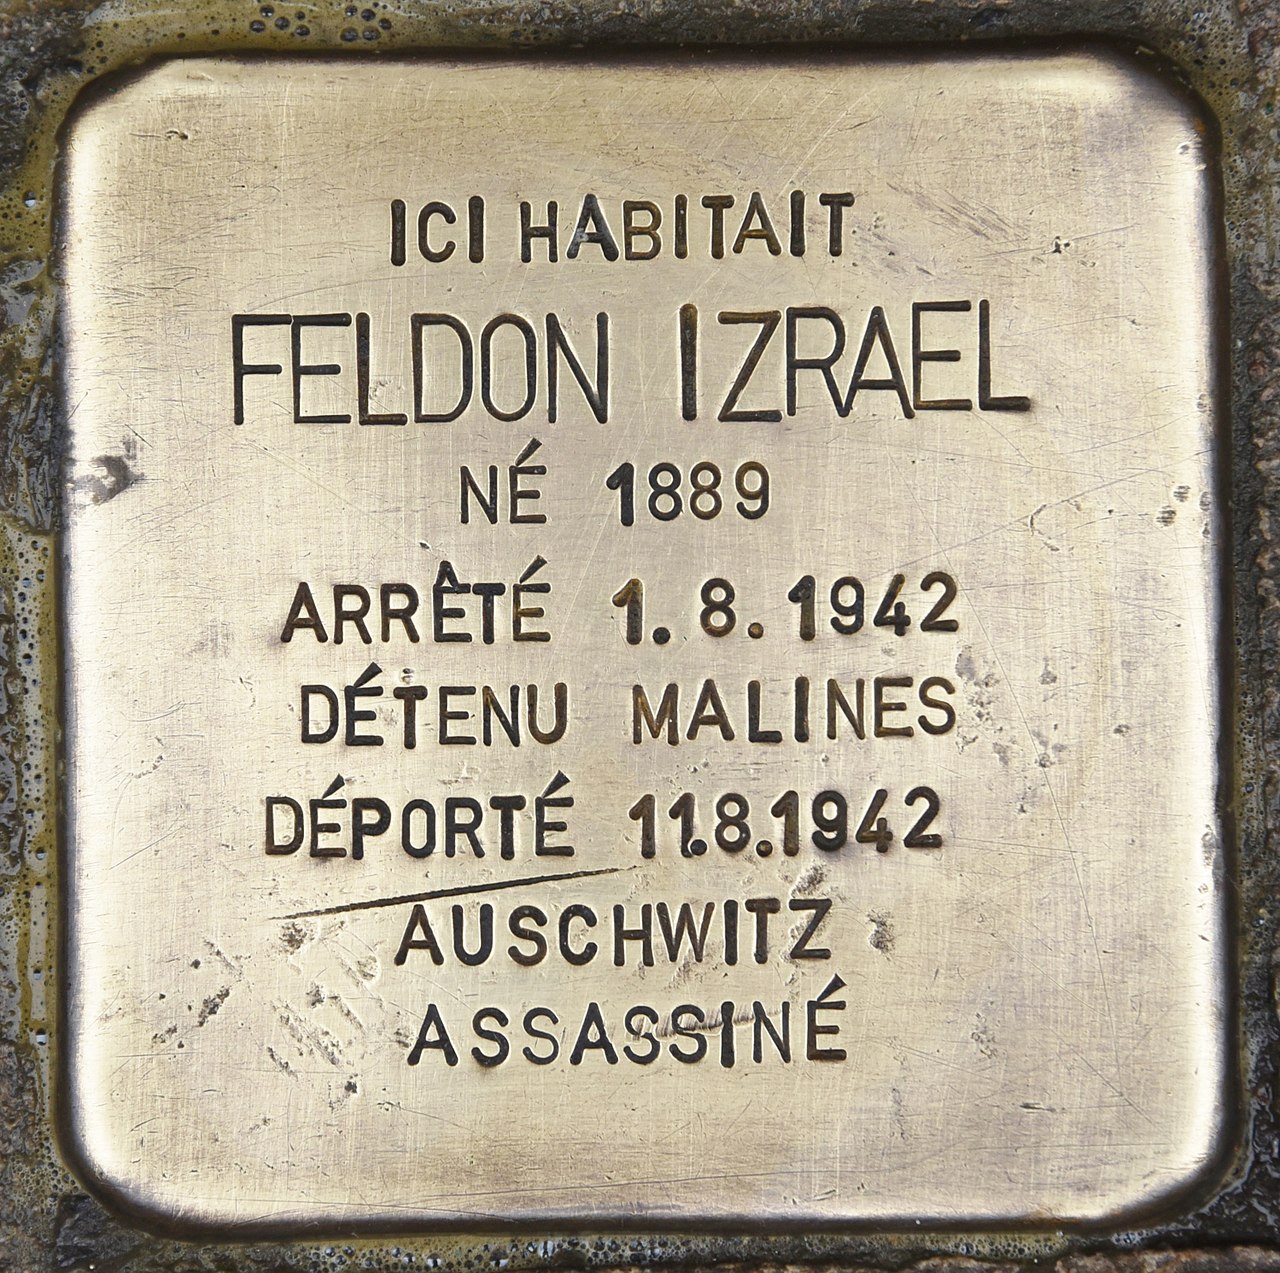 ICI HABITAIT
FELDON IZRAEL
NÉ 1889
ARRÊTÉ 1.8.1942
DÉTENU MALINES
DÉPORTÉ 11.8.1942
AUSCHWITZ
ASSASSINÉ